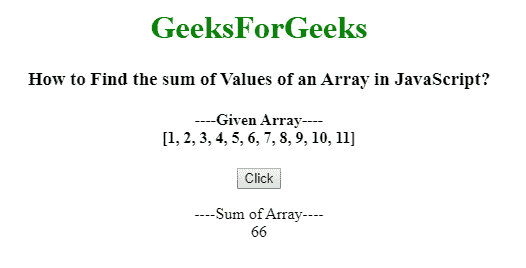 GeeksForGeeks
How to Find the sum of Values of an Array in JavaScript?
----Given Array----
[1, 2, 3, 4, 5, 6, 7, 8, 9, 10, 11]
Click
----Sum of Array----
66